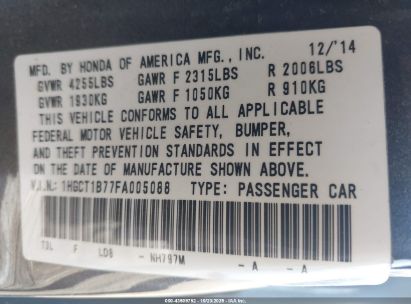 MFD. BY HONDA OF AMERICA MFG., INC. 12/'14
GVWR 4255LBS GAWR F 2315LBS R 2006LBS
GVWR 1930KG GAWR F 1050KG R 910KG
THIS VEHICLE CONFORMS TO ALL APPLICABLE
FEDERAL MOTOR VEHICLE SAFETY, BUMPER,
AND THEFT PREVENTION STANDARDS IN EFFECT
ON THE DATE OF MANUFACTURE SHOWN ABOVE.
V.I.N.: 1HGCT1B77FA005088 TYPE: PASSENGER CAR
F LDB - NH797M -A -A